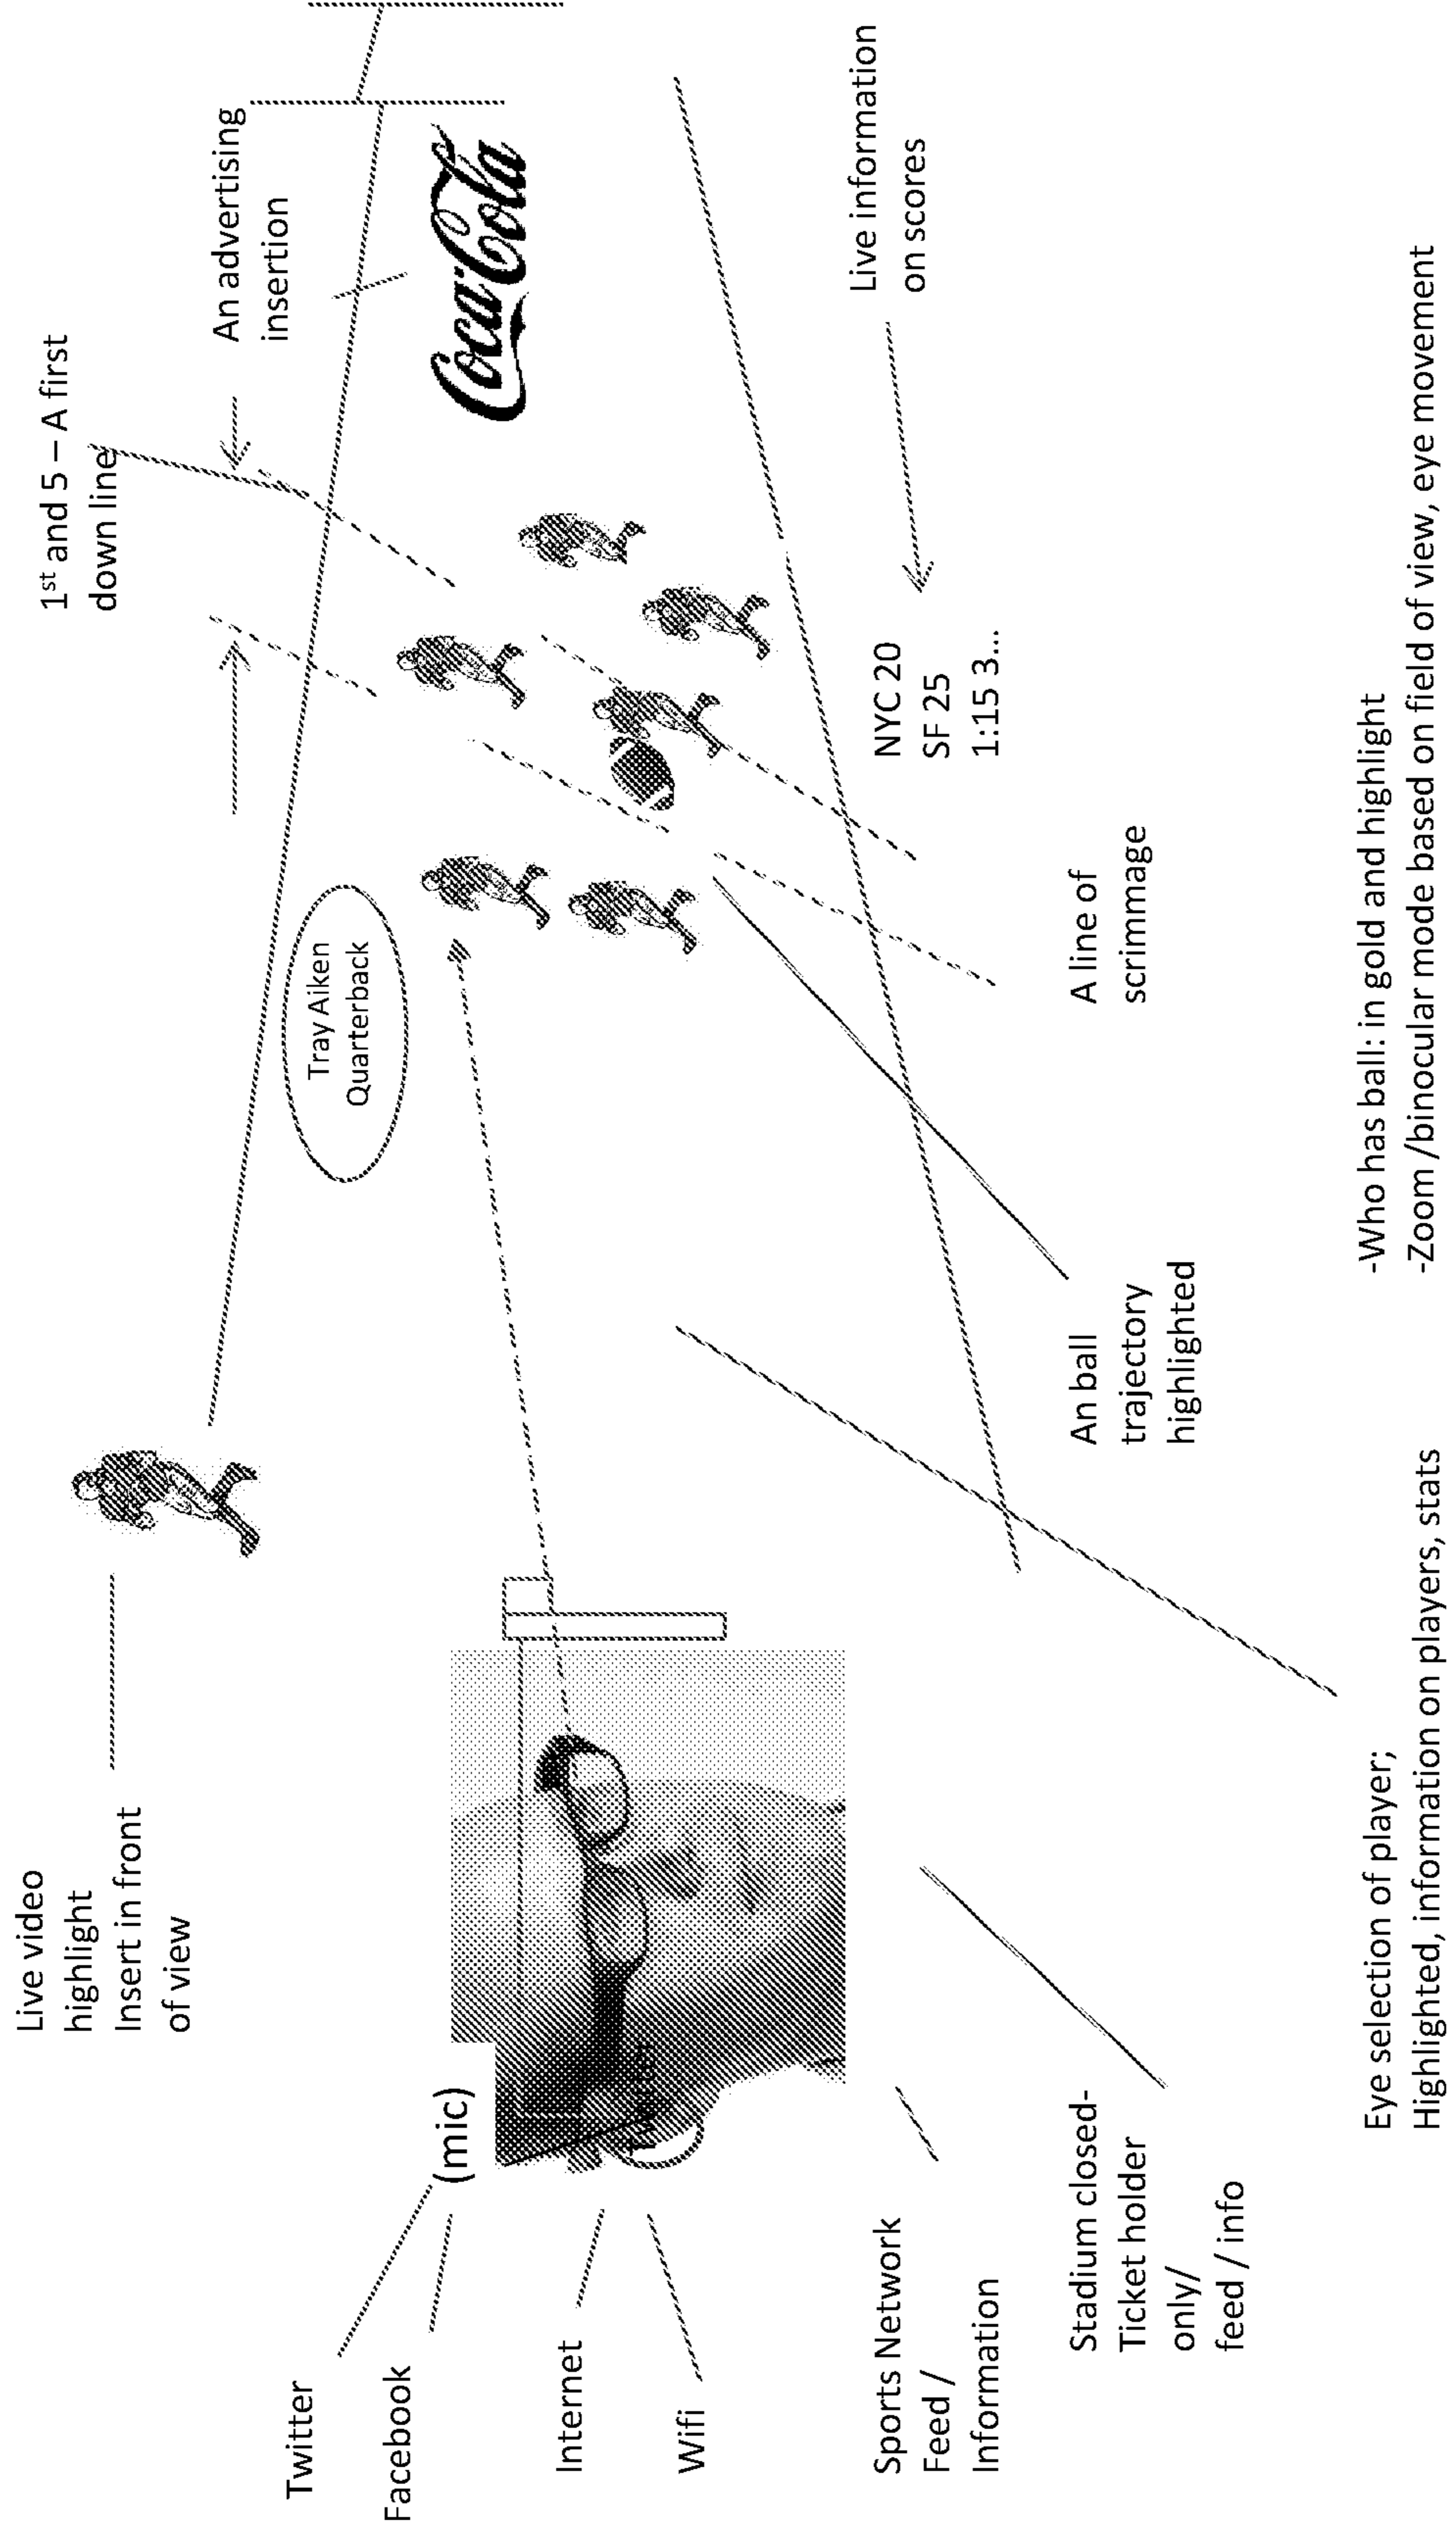 Live video
highlight
Insert in front
of view
1st and 5 – A first
down line
An advertising
insertion
Twitter
Facebook
(mic)
Tray Aiken
Quarterback
Coca-Cola
Internet
Wifi
Sports Network
Feed /
Information
NYC 20
SF 25
1:15 3...
Live information
on scores
Stadium closed-
Ticket holder
only/
feed / info
An ball
trajectory
highlighted
A line of
scrimmage
Eye selection of player;
Highlighted, information on players, stats
-Who has ball: in gold and highlight
-Zoom /binocular mode based on field of view, eye movement